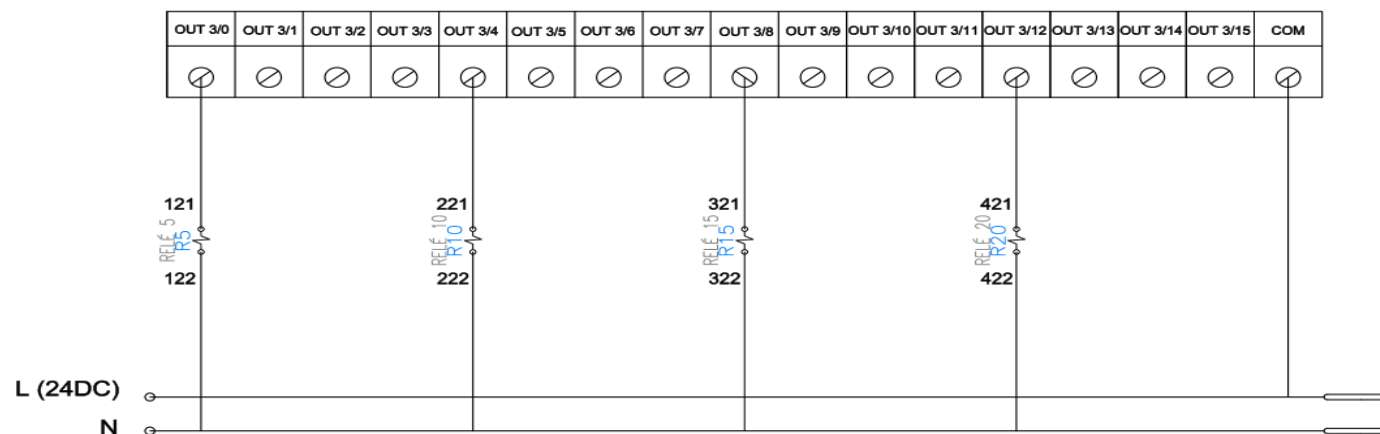 OUT 3/0 OUT 3/1 OUT 3/2 OUT 3/3 OUT 3/4 OUT 3/5 OUT 3/6 OUT 3/7 OUT 3/8 OUT 3/9 OUT 3/10 OUT 3/11 OUT 3/12 OUT 3/13 OUT 3/14 OUT 3/15 COM
121 221 321 421
RELÉ 5
R5
RELÉ 10
R10
RELÉ 15
R15
RELÉ 20
R20
122 222 322 422
L (24DC)
N